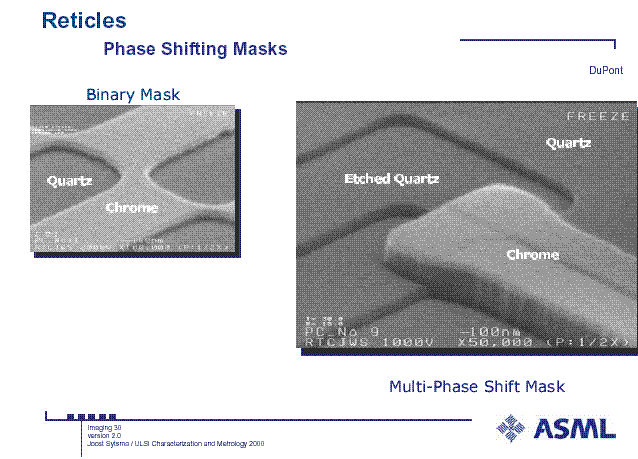 Reticles
Phase Shifting Masks
DuPont
Binary Mask
FREEZE
Quartz
Chrome
FREEZE
Quartz
Etched Quartz
Chrome
PC_No 9 —100nm
RTCJWS 1000V X50,000 (P:1/2X)
Multi-Phase Shift Mask
Imaging 30
version 2.0
/ ULSI Characterization and Metrology 2000
ASML